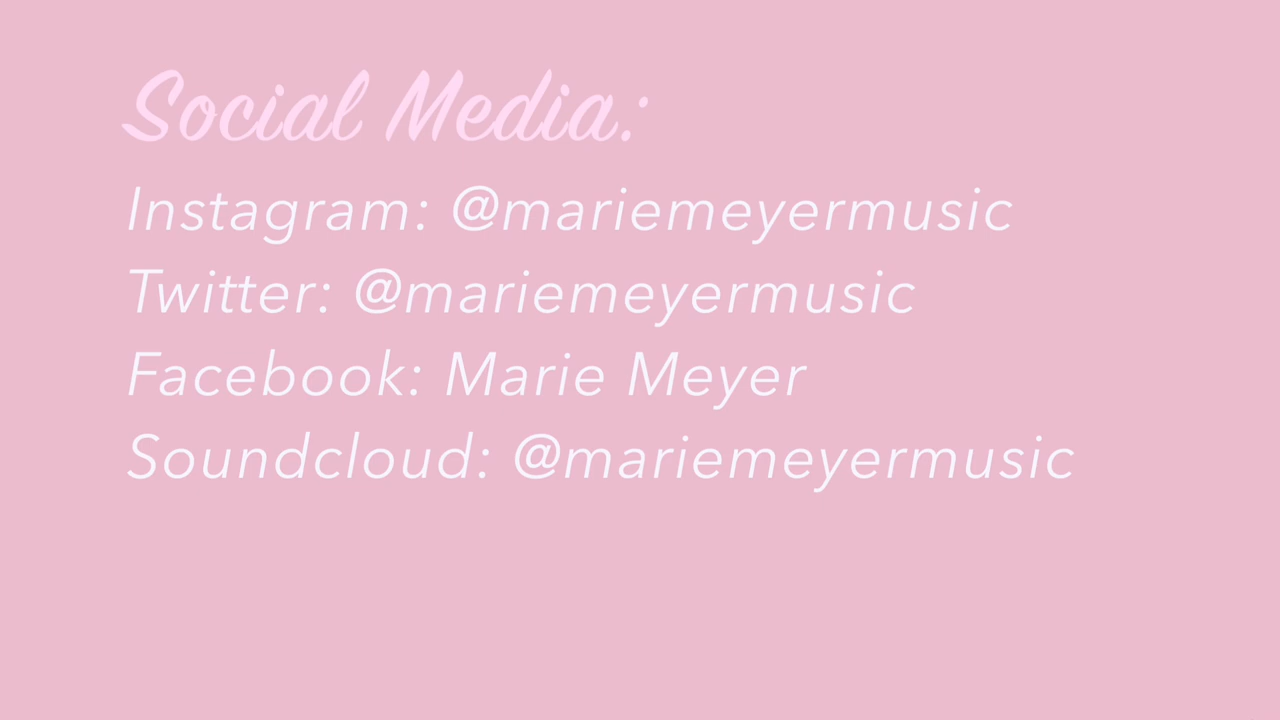 Social Media:
Instagram: @mariemeyermusic
Twitter: @mariemeyermusic
Facebook: Marie Meyer
Soundcloud: @mariemeyermusic